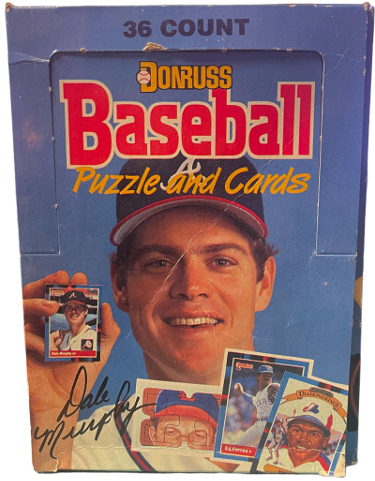 36 COUNT
DONRUSS
Baseball
Puzzle and Cards
A
Dale
Murphy